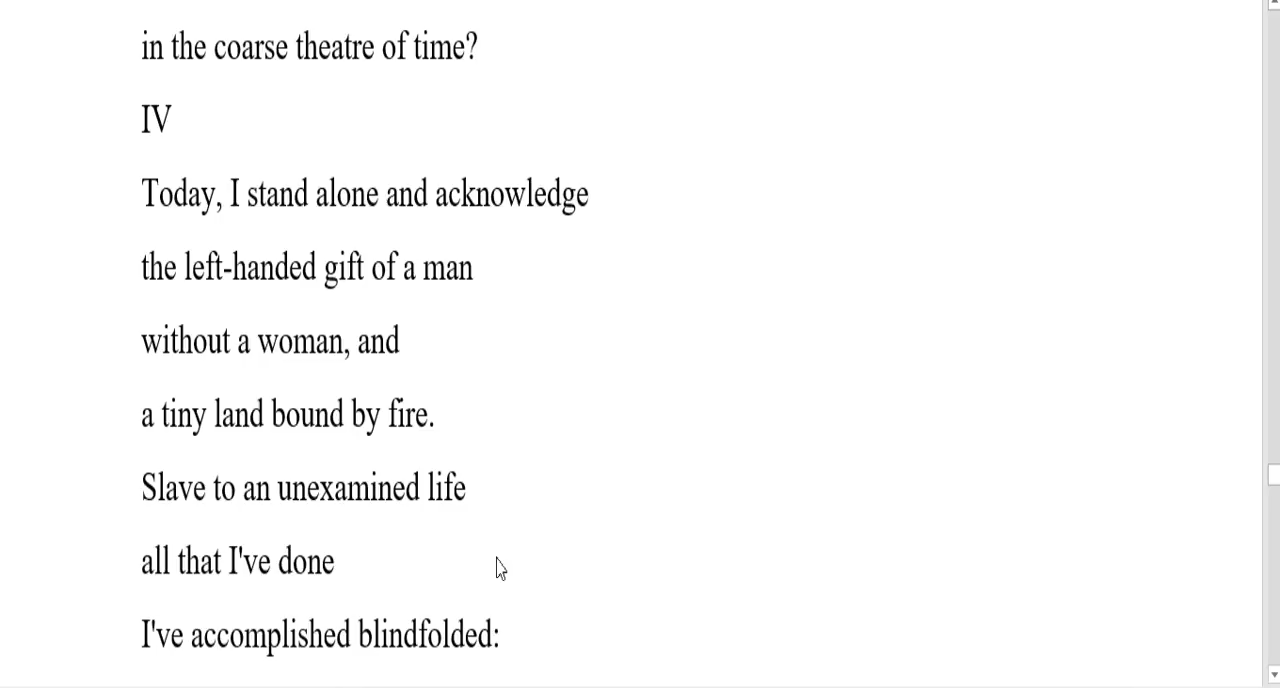 in the coarse theatre of time?
IV
Today, I stand alone and acknowledge
the left-handed gift of a man
without a woman, and
a tiny land bound by fire.
Slave to an unexamined life
all that I've done
I've accomplished blindfolded: